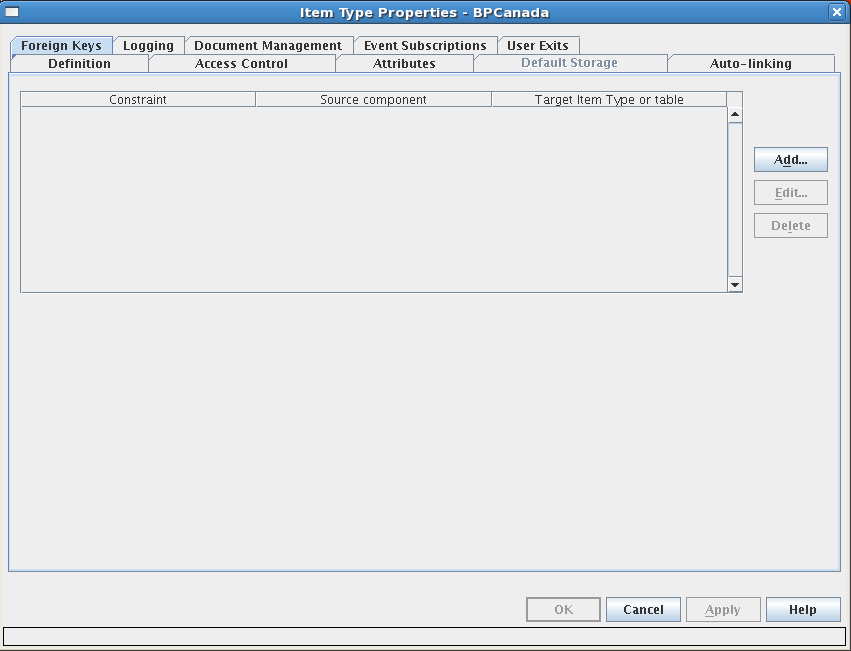 Item Type Properties - BPCanada
Foreign Keys Logging Document Management Event Subscriptions User Exits
Definition Access Control Attributes Default Storage Auto-linking
Constraint Source component Target Item Type or table
Add...
Edit...
Delete
OK Cancel Apply Help